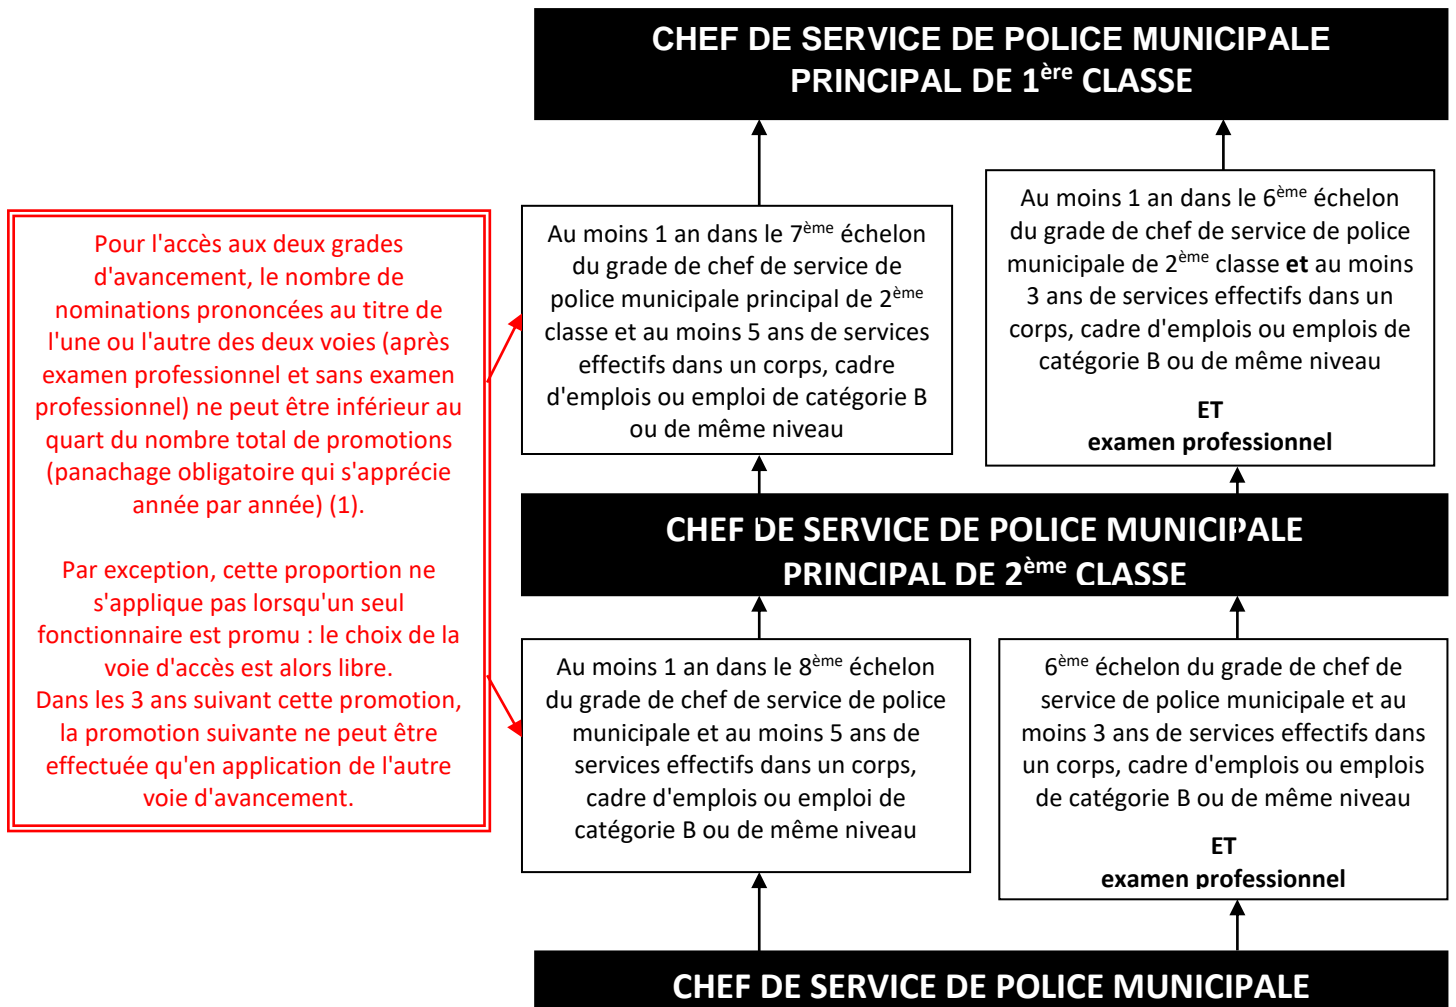 CHEF DE SERVICE DE POLICE MUNICIPALE
PRINCIPAL DE 1ère CLASSE
Pour l'accès aux deux grades
d'avancement, le nombre de
nominations prononcées au titre de
l'une ou l'autre des deux voies (après
examen professionnel et sans examen
professionnel) ne peut être inférieur au
quart du nombre total de promotions
(panachage obligatoire qui s'apprécie
année par année) (1).
Par exception, cette proportion ne
s'applique pas lorsqu'un seul
fonctionnaire est promu : le choix de la
voie d'accès est alors libre.
Dans les 3 ans suivant cette promotion,
la promotion suivante ne peut être
effectuée qu'en application de l'autre
voie d'avancement.
Au moins 1 an dans le 7ème échelon
du grade de chef de service de
police municipale principal de 2ème
classe et au moins 5 ans de services
effectifs dans un corps, cadre
d'emplois ou emploi de catégorie B
ou de même niveau
Au moins 1 an dans le 6ème échelon
du grade de chef de service de police
municipale de 2ème classe et au moins
3 ans de services effectifs dans un
corps, cadre d'emplois ou emplois de
catégorie B ou de même niveau
ET
examen professionnel
CHEF DE SERVICE DE POLICE MUNICIPALE
PRINCIPAL DE 2ème CLASSE
Au moins 1 an dans le 8ème échelon
du grade de chef de service de police
municipale et au moins 5 ans de
services effectifs dans un corps,
cadre d'emplois ou emploi de
catégorie B ou de même niveau
6ème échelon du grade de chef de
service de police municipale et au
moins 3 ans de services effectifs dans
un corps, cadre d'emplois ou emplois
de catégorie B ou de même niveau
ET
examen professionnel
CHEF DE SERVICE DE POLICE MUNICIPALE